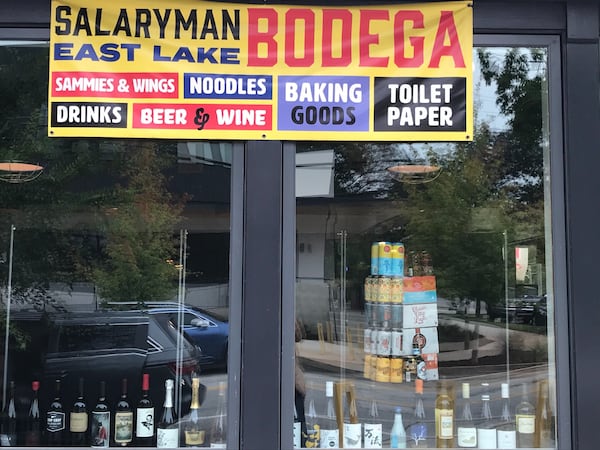 SALARYMAN
EAST LAKE
BODEGA
SAMMIES & WINGS
NOODLES
BAKING
GOODS
TOILET
PAPER
DRINKS
BEER & WINE